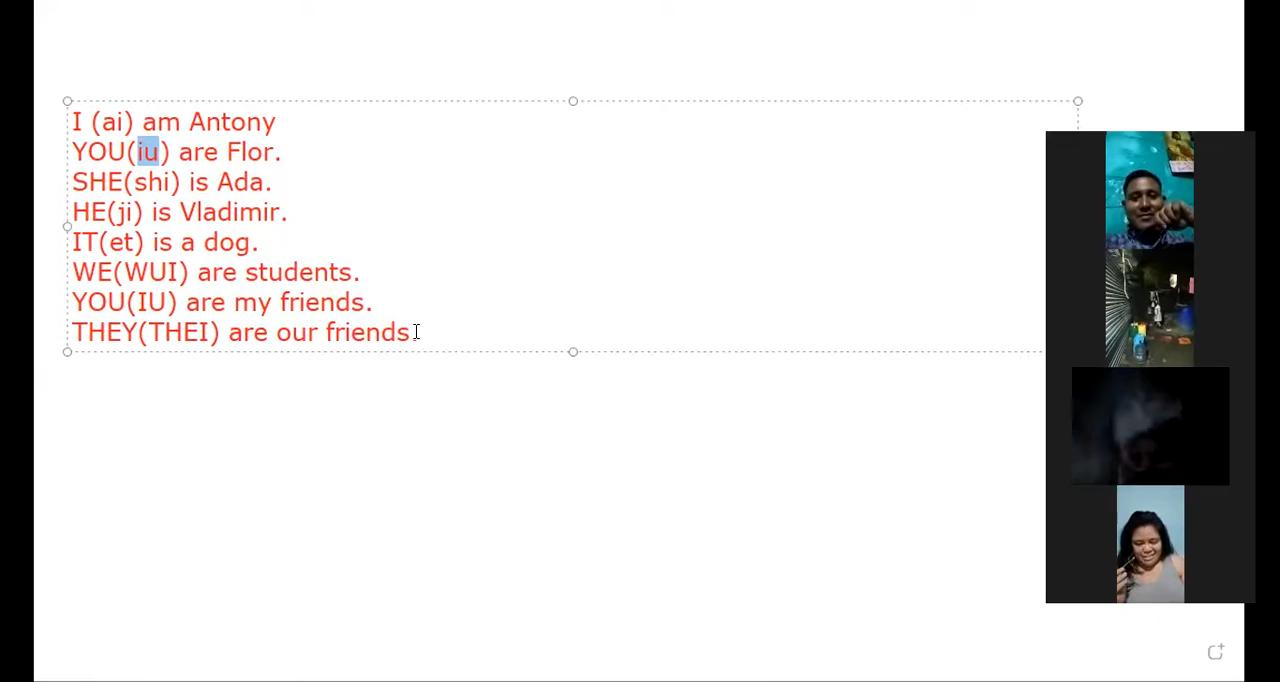 I (ai) am Antony
YOU(iu) are Flor.
SHE(shi) is Ada.
HE(ji) is Vladimir.
IT(et) is a dog.
WE(WUI) are students.
YOU(IU) are my friends.
THEY(THEI) are our friends.